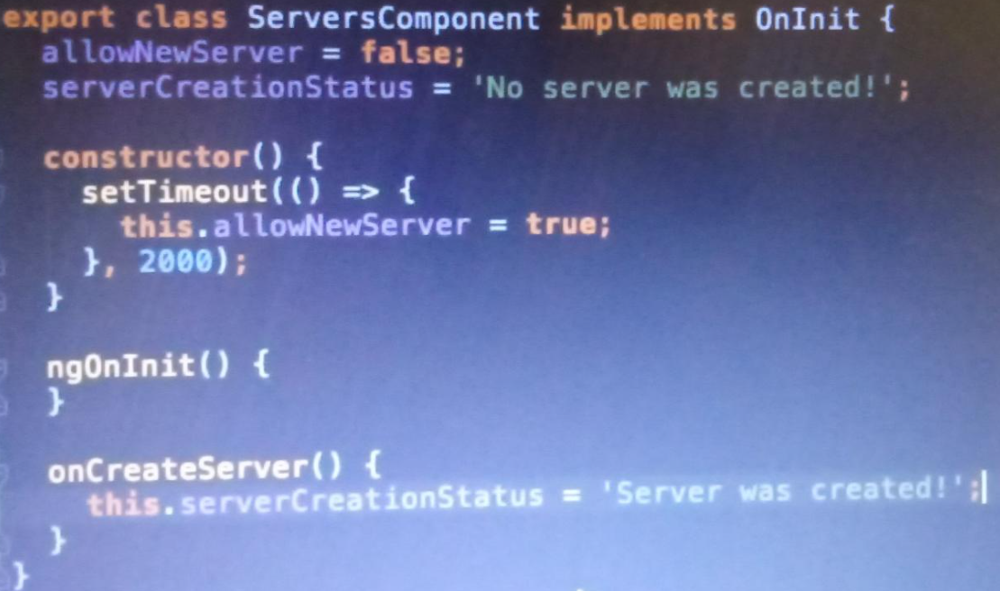 export class ServersComponent implements OnInit {
  allowNewServer = false;
  serverCreationStatus = 'No server was created!';

  constructor() {
    setTimeout(() => {
      this.allowNewServer = true;
    }, 2000);
  }

  ngOnInit() {
  }

  onCreateServer() {
    this.serverCreationStatus = 'Server was created!';
  }
}